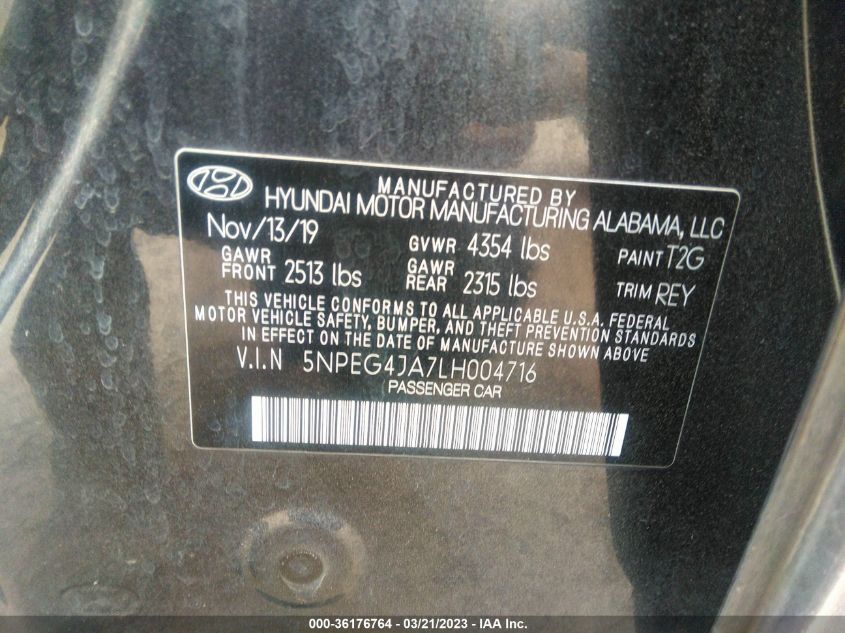 MANUFACTURED BY
HYUNDAI MOTOR MANUFACTURING ALABAMA, LLC
Nov/13/19 GVWR 4354 lbs PAINT T2G
GAWR FRONT 2513 lbs GAWR REAR 2315 lbs TRIM REY
THIS VEHICLE CONFORMS TO ALL APPLICABLE U.S.A. FEDERAL
MOTOR VEHICLE SAFETY, BUMPER, AND THEFT PREVENTION STANDARDS
IN EFFECT ON THE DATE OF MANUFACTURE SHOWN ABOVE
V.I.N 5NPEG4JA7LH004716
PASSENGER CAR
000-36176764 - 03/21/2023 - IAA Inc.